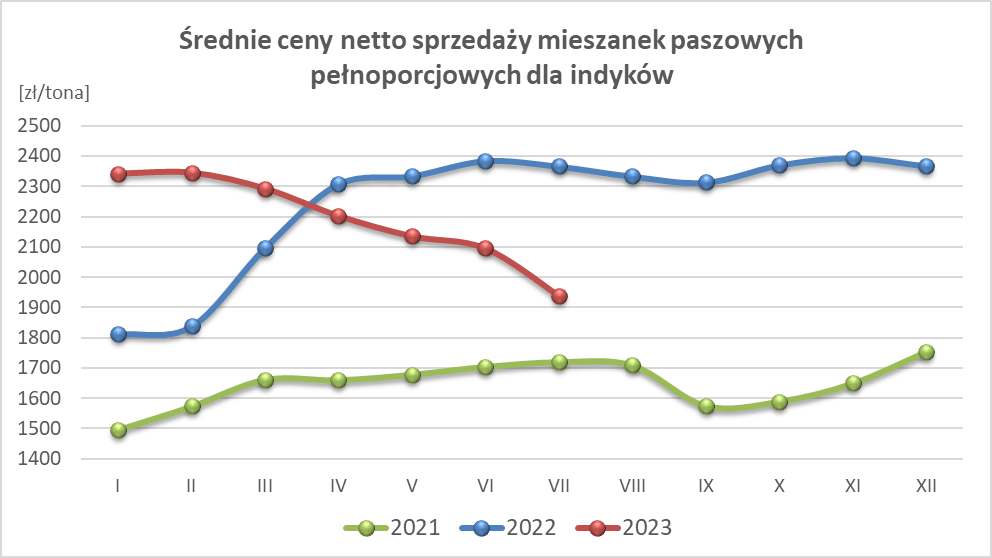 Średnie ceny netto sprzedaży mieszanek paszowych
pełnoporcjowych dla indyków
[zł/tona]
2500
2400
2300
2200
2100
2000
1900
1800
1700
1600
1500
1400
I II III IV V VI VII VIII IX X XI XII
2021 2022 2023